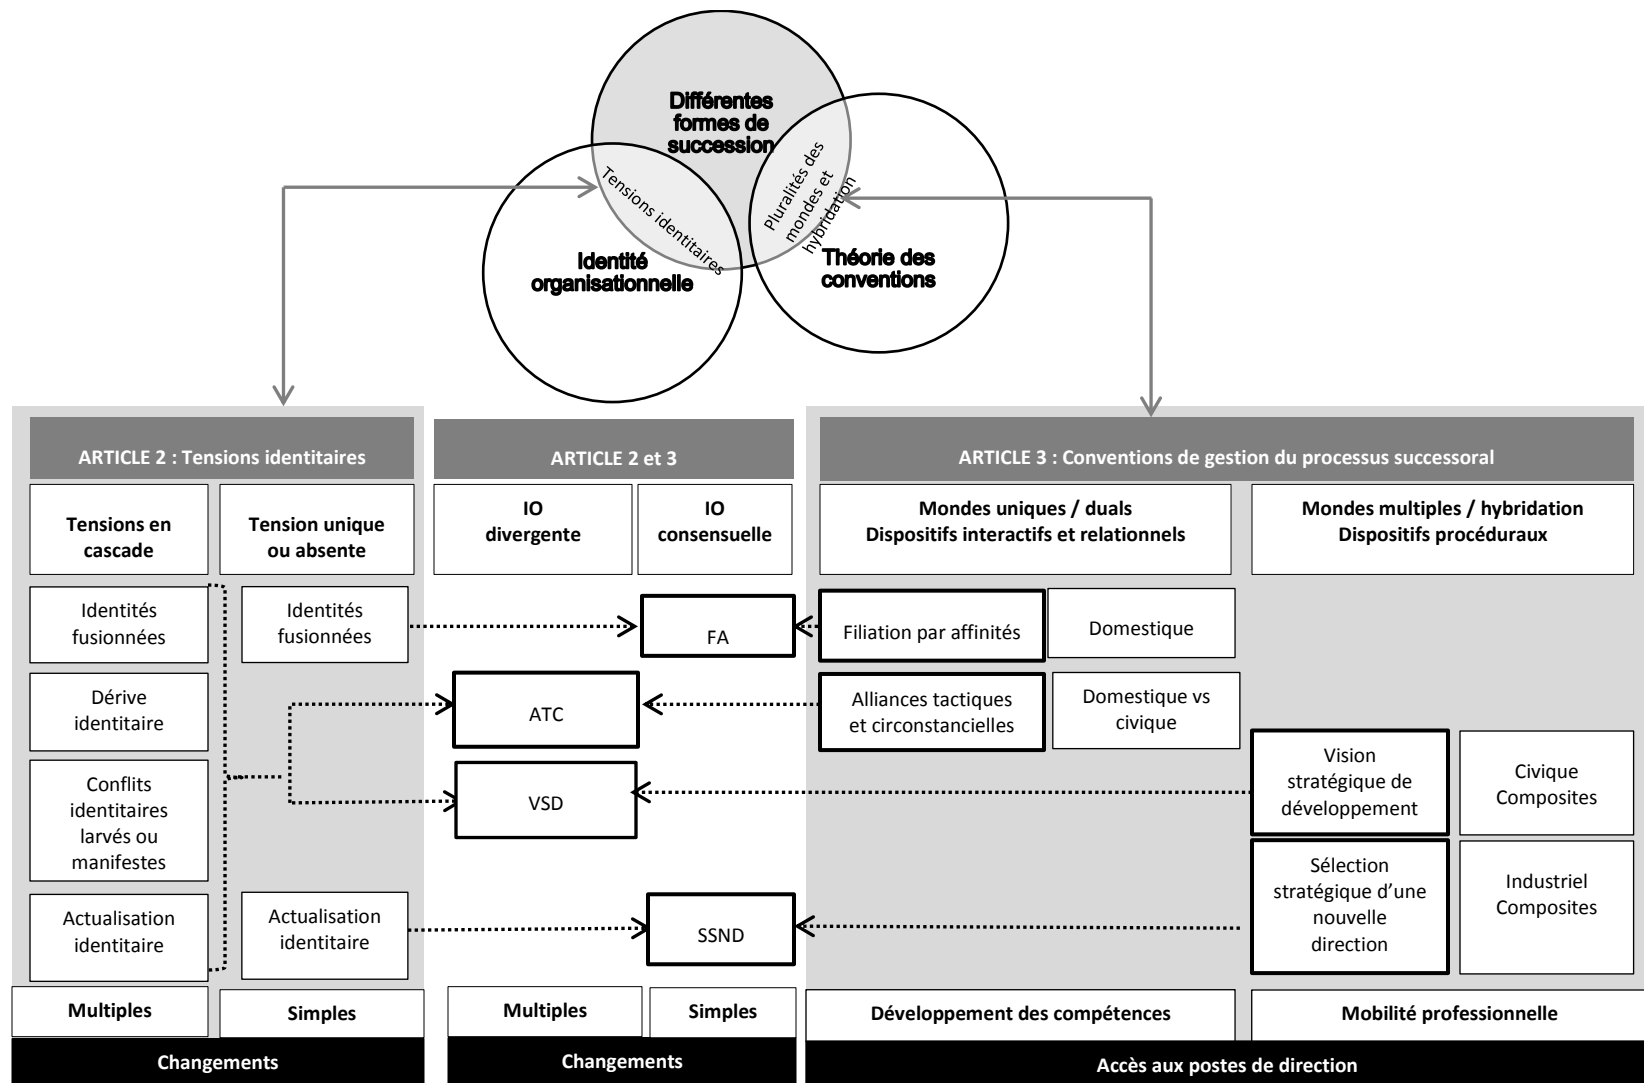 Différentes
formes de
succession
Tensions identitaires
Pluralités des
mondes et
hybridation
Identité
organisationnelle
Théorie des
conventions
ARTICLE 2 : Tensions identitaires
ARTICLE 2 et 3
ARTICLE 3 : Conventions de gestion du processus successoral
Tensions en
cascade
Tension unique
ou absente
IO
divergente
IO
consensuelle
Mondes uniques / duals
Dispositifs interactifs et relationnels
Mondes multiples / hybridation
Dispositifs procéduraux
Identités
fusionnées
Identités
fusionnées
FA
Filiation par affinités
Domestique
Dérive
identitaire
ATC
Alliances tactiques
et circonstancielles
Domestique vs
civique
Conflits
identitaires
larvés ou
manifestes
VSD
Vision
stratégique de
développement
Civique
Composites
Actualisation
identitaire
Actualisation
identitaire
SSND
Sélection
stratégique d’une
nouvelle
direction
Industriel
Composites
Multiples
Simples
Multiples
Simples
Développement des compétences
Mobilité professionnelle
Changements
Changements
Accès aux postes de direction